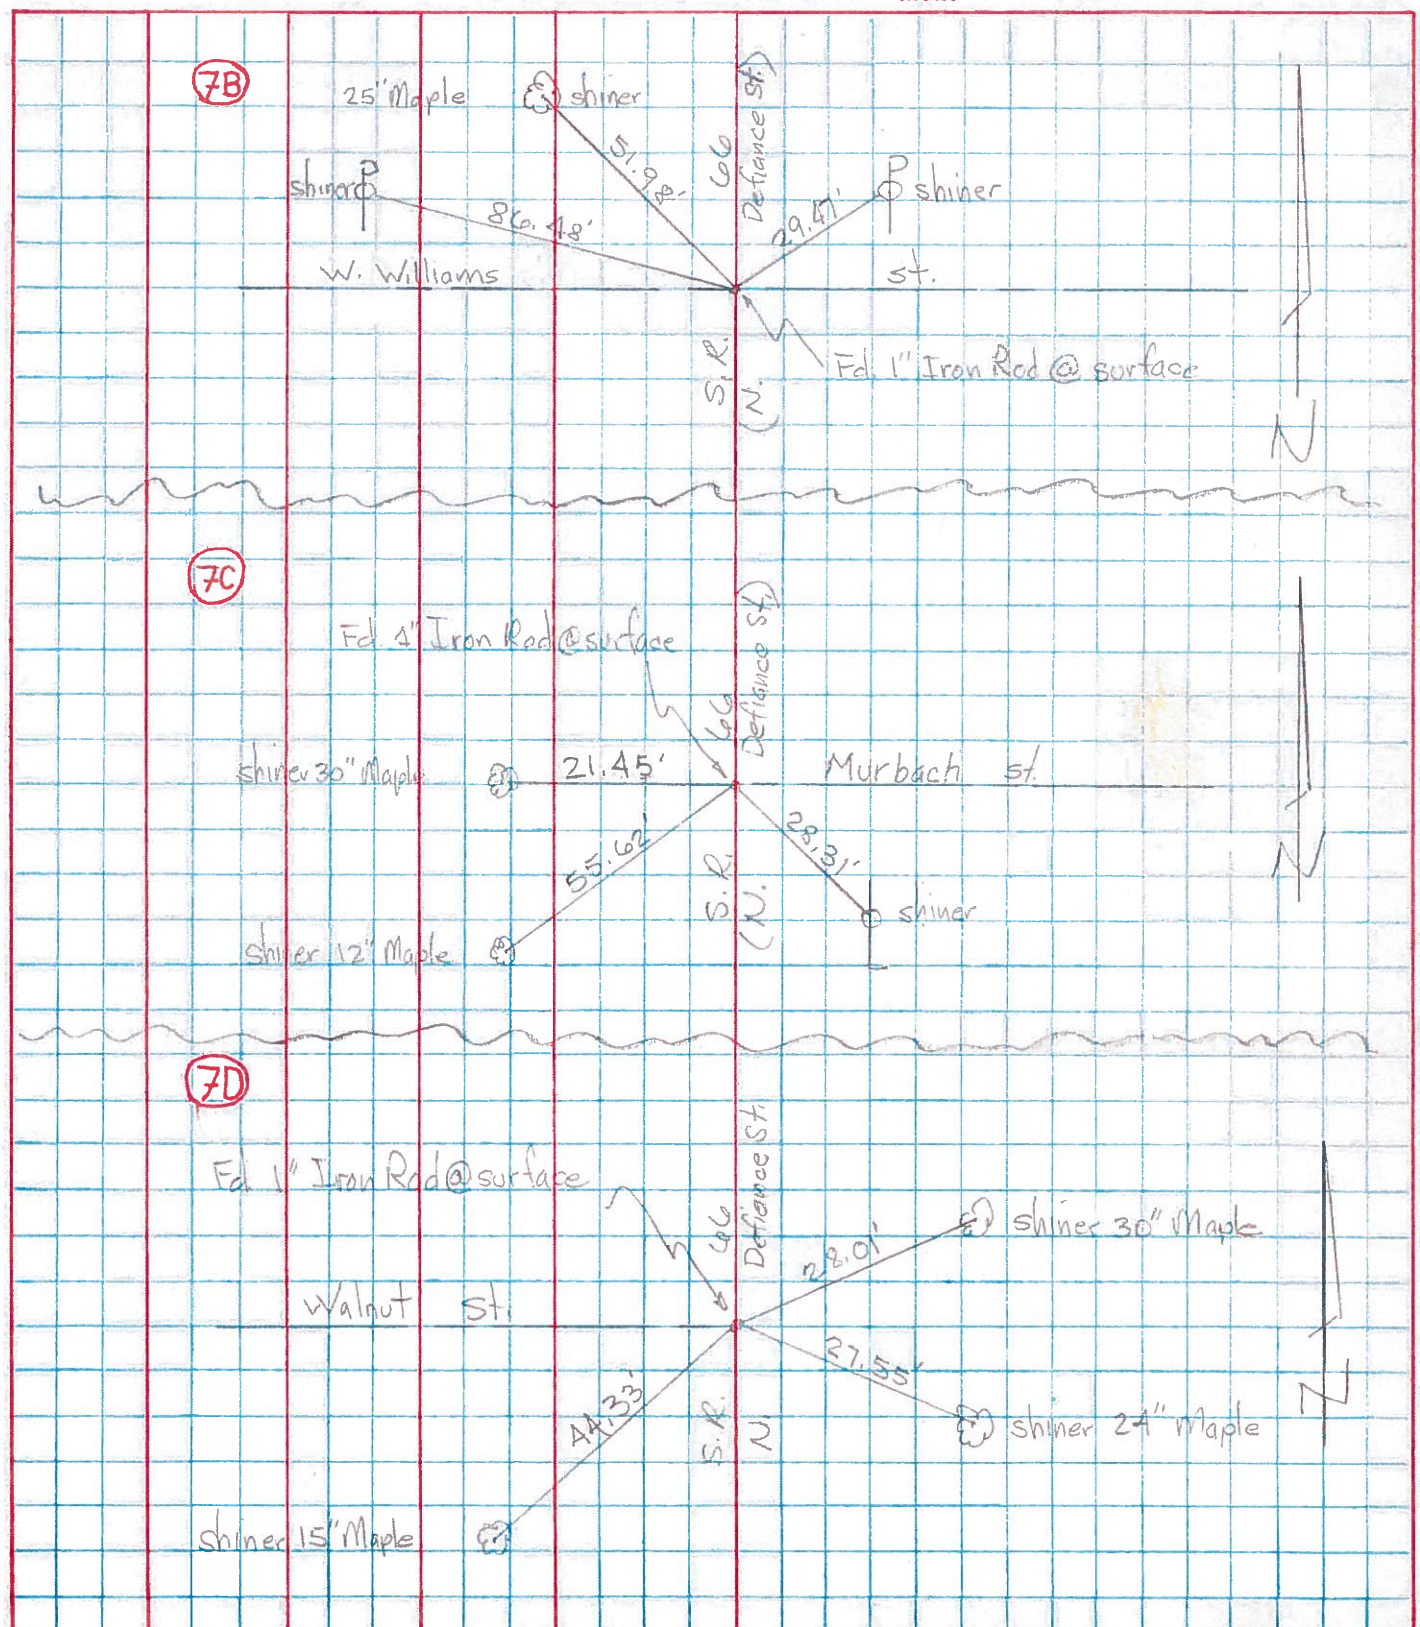 7B
25" Maple
shiner
51.98'
66
Defiance St.)
P
shiner
86.48'
29.47'
P
shiner
W. Williams St.
S.R.
(N.
Fd. 1" Iron Rod @ surface
N
7C
Fd. 1" Iron Rod @ surface
66
Defiance St.)
shiner 30" Maple
21.45'
Murbach St.
55.62'
28.31'
S.R.
(N.
shiner
shiner 12" Maple
N
7D
Fd. 1" Iron Rod @ surface
66
Defiance St.
shiner 30" Maple
28.01'
Walnut St.
27.55'
44.33'
S.R.
N.
shiner 24" Maple
shiner 15" Maple
N